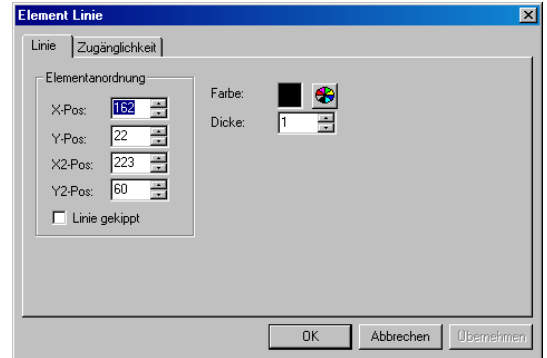 Element Linie
Linie Zugänglichkeit
Elementanordnung
X-Pos: 162
Y-Pos: 22
X2-Pos: 223
Y2-Pos: 60
Linie gekippt
Farbe:
Dicke: 1
OK Abbrechen Übernehmen